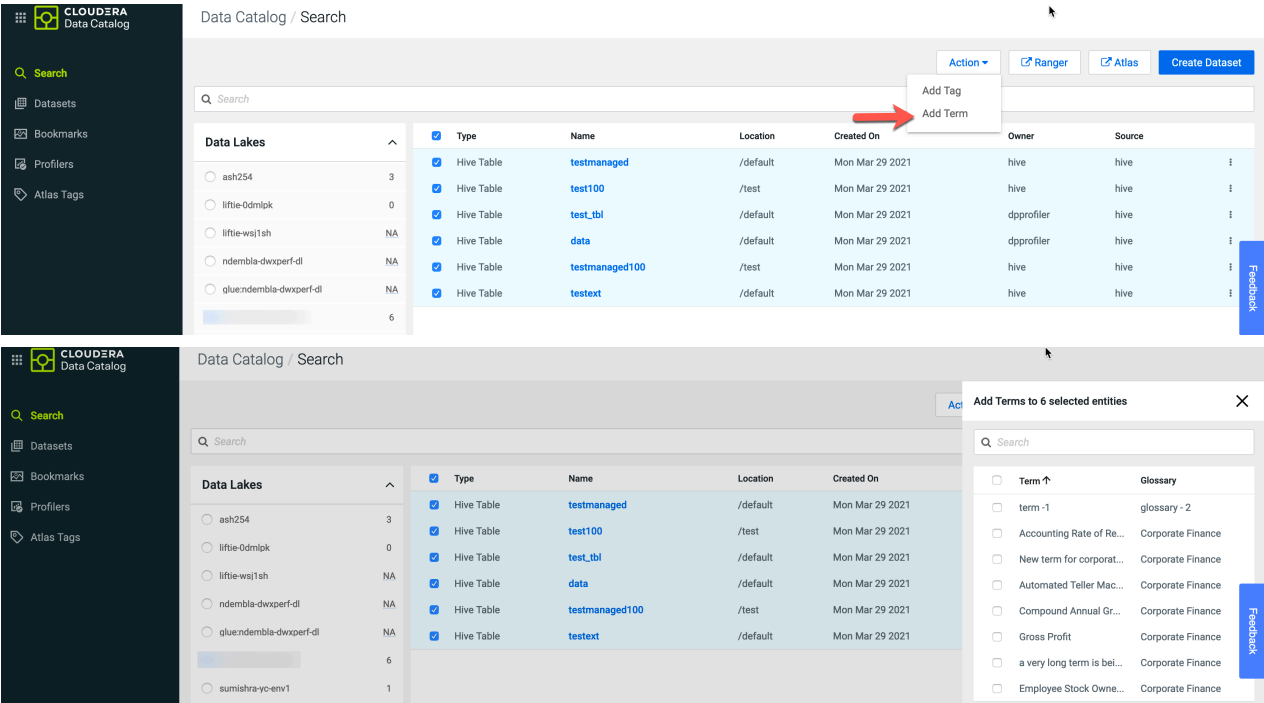 CLOUDERA
Data Catalog
Data Catalog / Search
Search
Datasets
Bookmarks
Profilers
Atlas Tags
Action
Ranger
Atlas
Create Dataset
Add Tag
Add Term
Search
Data Lakes
ash254 3
liftie-0dmlpk 0
liftie-wsj1sh NA
ndembla-dwxperf-dl NA
glue:ndembla-dwxperf-dl NA
6
Type Name Location Created On Owner Source
Hive Table testmanaged /default Mon Mar 29 2021 hive hive
Hive Table test100 /test Mon Mar 29 2021 hive hive
Hive Table test_tbl /default Mon Mar 29 2021 dpprofiler hive
Hive Table data /default Mon Mar 29 2021 dpprofiler hive
Hive Table testmanaged100 /test Mon Mar 29 2021 hive hive
Hive Table testext /default Mon Mar 29 2021 hive hive
Feedback
CLOUDERA
Data Catalog
Data Catalog / Search
Search
Datasets
Bookmarks
Profilers
Atlas Tags
Act
Search
Data Lakes
ash254 3
liftie-0dmlpk 0
liftie-wsj1sh NA
ndembla-dwxperf-dl NA
glue:ndembla-dwxperf-dl NA
6
sumishra-yc-env1 1
Type Name Location Created On
Hive Table testmanaged /default Mon Mar 29 2021
Hive Table test100 /test Mon Mar 29 2021
Hive Table test_tbl /default Mon Mar 29 2021
Hive Table data /default Mon Mar 29 2021
Hive Table testmanaged100 /test Mon Mar 29 2021
Hive Table testext /default Mon Mar 29 2021
Add Terms to 6 selected entities
Search
Term Glossary
term -1 glossary - 2
Accounting Rate of Re... Corporate Finance
New term for corporat... Corporate Finance
Automated Teller Mac... Corporate Finance
Compound Annual Gr... Corporate Finance
Gross Profit Corporate Finance
a very long term is bei... Corporate Finance
Employee Stock Owne... Corporate Finance
Feedback